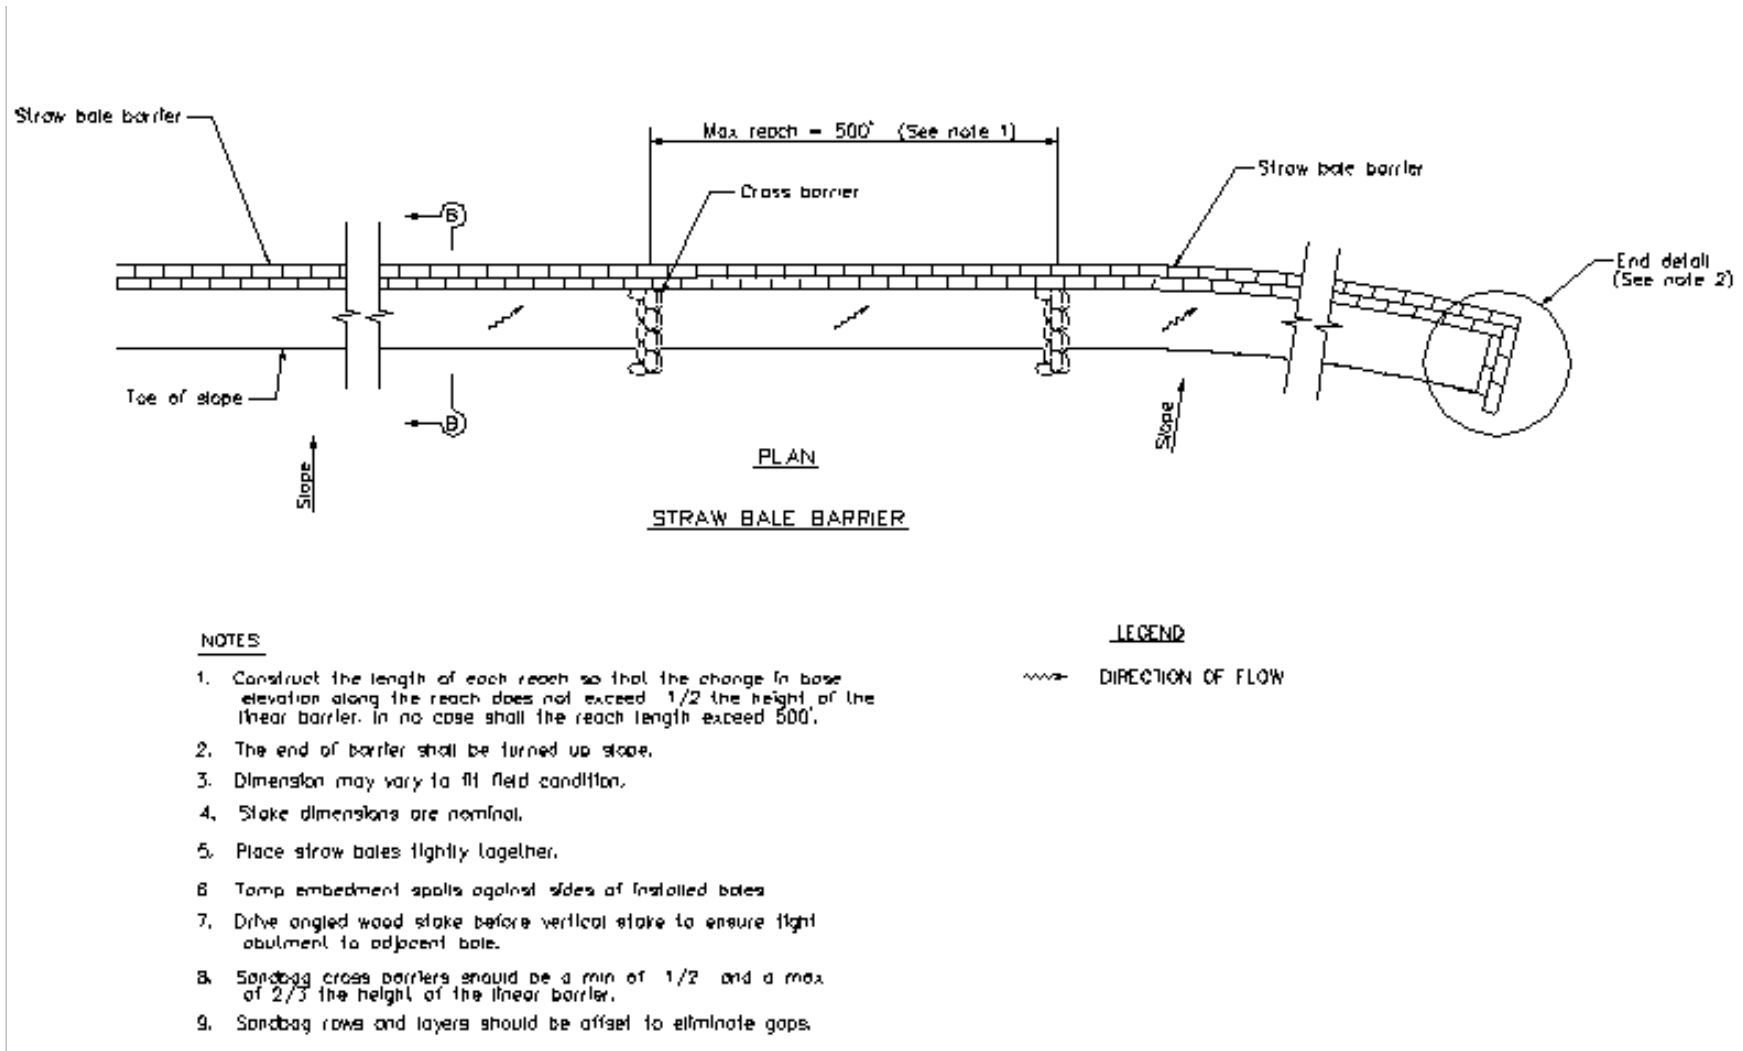 Straw bale barrier
Max reach = 500' (See note 1)
Straw bale barrier
Cross barrier
B
End detail
(See note 2)
Toe of slope
B
Slope
Slope
PLAN
STRAW BALE BARRIER
NOTES
1. Construct the length of each reach so that the change in base
elevation along the reach does not exceed 1/2 the height of the
linear barrier. In no case shall the reach length exceed 500'.
2. The end of barrier shall be turned up slope.
3. Dimension may vary to fit field condition.
4. Stake dimensions are nominal.
5. Place straw bales tightly together.
6 Tamp embedment spoils against sides of installed bales
7. Drive angled wood stake before vertical stake to ensure tight
abutment to adjacent bale.
8. Sandbag cross barriers should be a min of 1/2 and a max
of 2/3 the height of the linear barrier.
9. Sandbag rows and layers should be offset to eliminate gaps.
LEGEND
DIRECTION OF FLOW